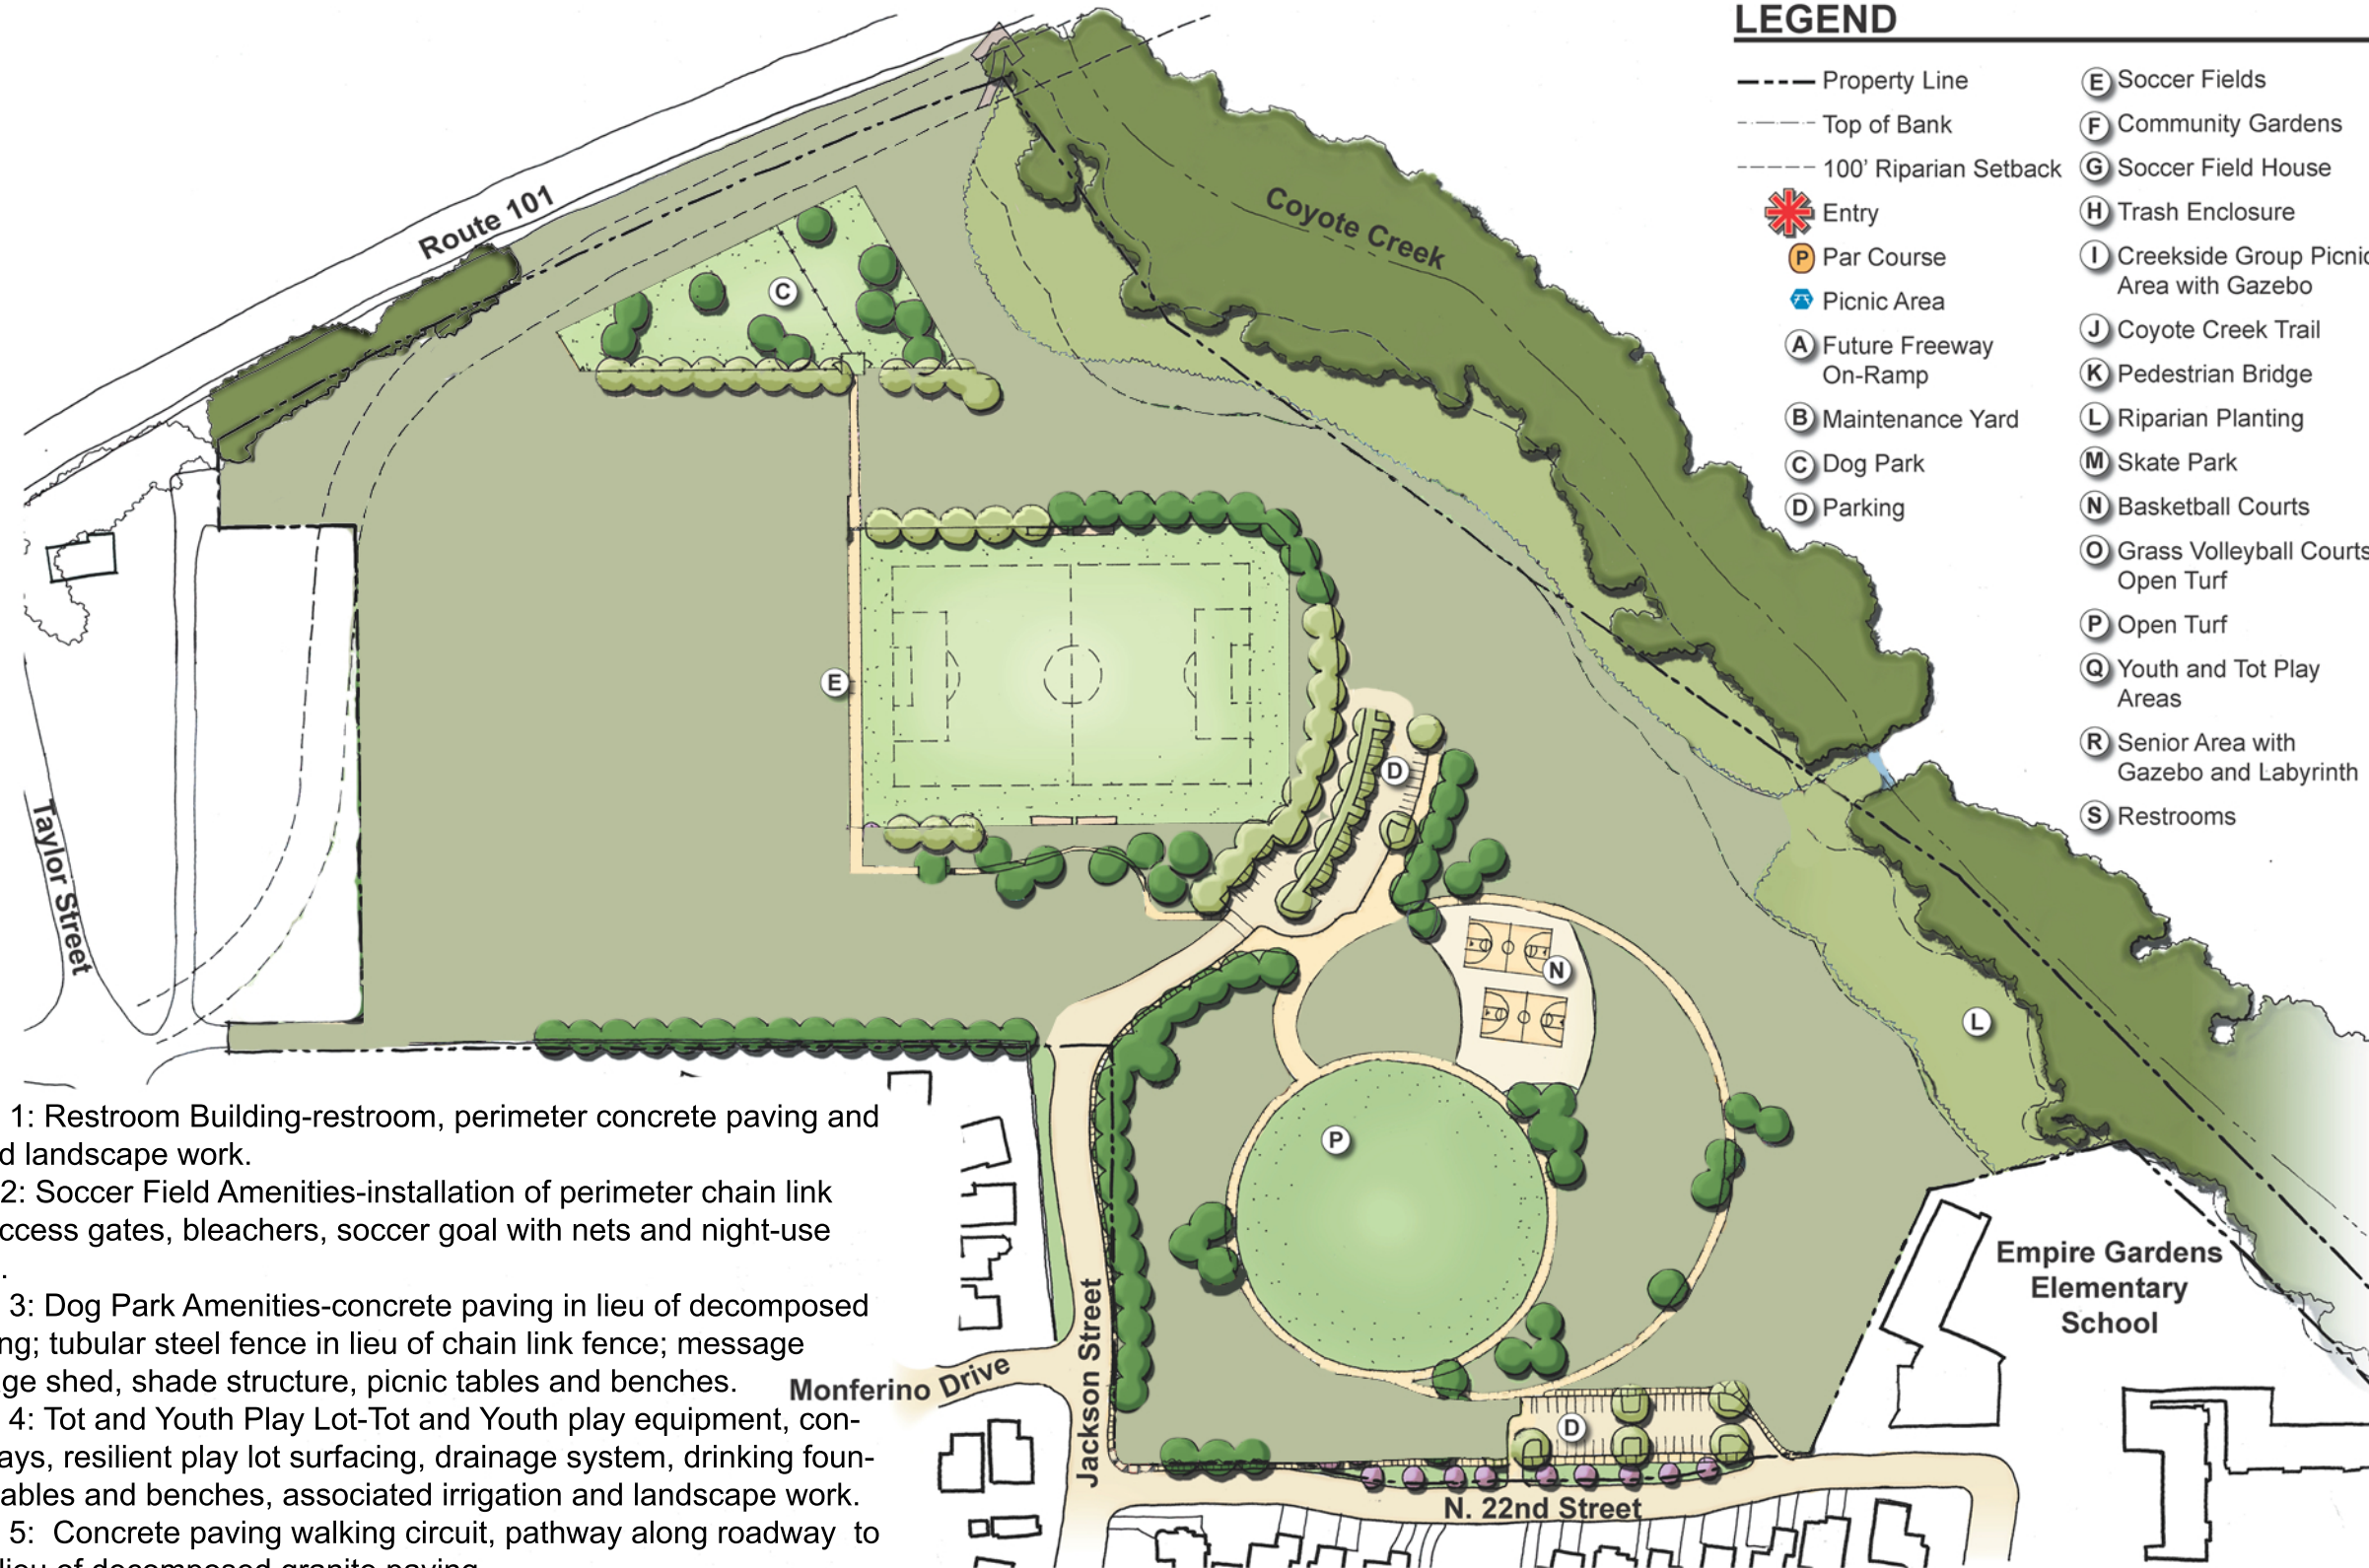 LEGEND
Property Line
Top of Bank
100' Riparian Setback
Entry
P Par Course
Picnic Area
A Future Freeway
On-Ramp
B Maintenance Yard
C Dog Park
D Parking
E Soccer Fields
F Community Gardens
G Soccer Field House
H Trash Enclosure
I Creekside Group Picnic
Area with Gazebo
J Coyote Creek Trail
K Pedestrian Bridge
L Riparian Planting
M Skate Park
N Basketball Courts
O Grass Volleyball Courts
Open Turf
P Open Turf
Q Youth and Tot Play
Areas
R Senior Area with
Gazebo and Labyrinth
S Restrooms
Route 101
Coyote Creek
C
E
D
N
L
P
D
Taylor Street
Monferino Drive
Jackson Street
N. 22nd Street
Empire Gardens
Elementary
School
1: Restroom Building-restroom, perimeter concrete paving and
d landscape work.
2: Soccer Field Amenities-installation of perimeter chain link
ccess gates, bleachers, soccer goal with nets and night-use
.
3: Dog Park Amenities-concrete paving in lieu of decomposed
ng; tubular steel fence in lieu of chain link fence; message
ge shed, shade structure, picnic tables and benches.
4: Tot and Youth Play Lot-Tot and Youth play equipment, con-
ays, resilient play lot surfacing, drainage system, drinking foun-
ables and benches, associated irrigation and landscape work.
5: Concrete paving walking circuit, pathway along roadway to
lieu of decomposed granite paving